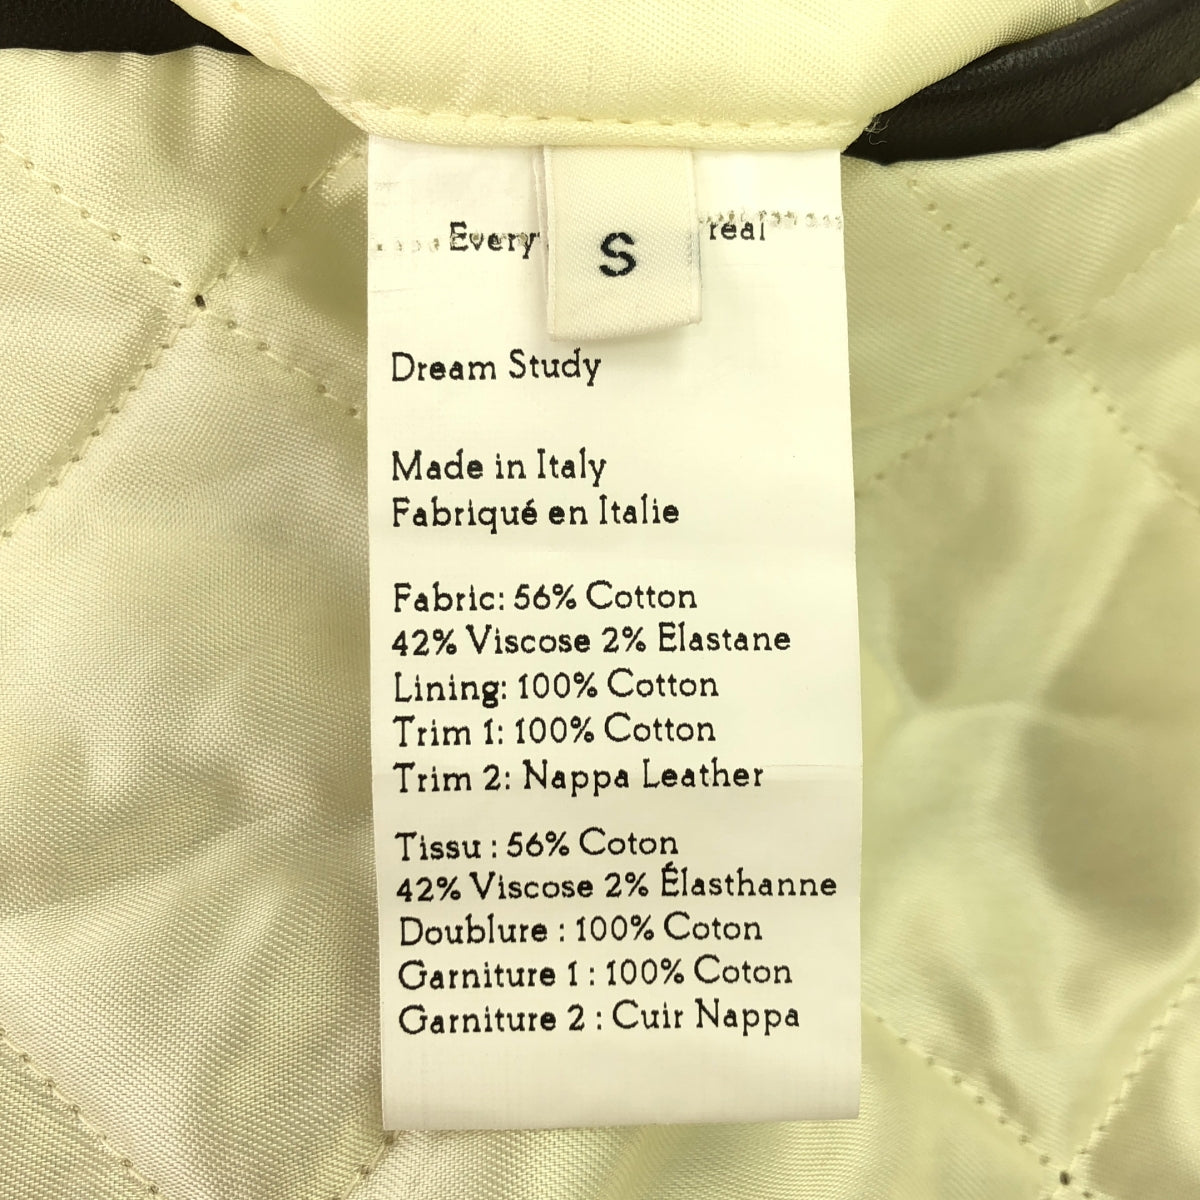 Every real
S
Dream Study
Made in Italy
Fabriqué en Italie
Fabric: 56% Cotton
42% Viscose 2% Elastane
Lining: 100% Cotton
Trim 1: 100% Cotton
Trim 2: Nappa Leather
Tissu : 56% Coton
42% Viscose 2% Élasthanne
Doublure : 100% Coton
Garniture 1 : 100% Coton
Garniture 2 : Cuir Nappa